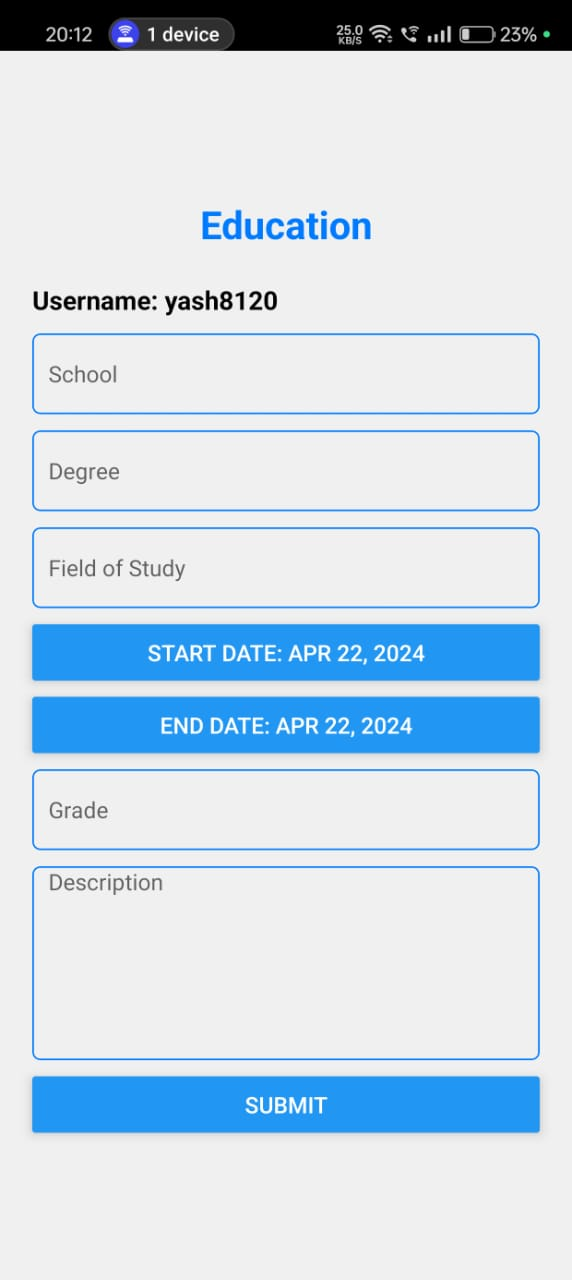 20:12 1 device 25.0 KB/S 23%
Education
Username: yash8120
School
Degree
Field of Study
START DATE: APR 22, 2024
END DATE: APR 22, 2024
Grade
Description
SUBMIT